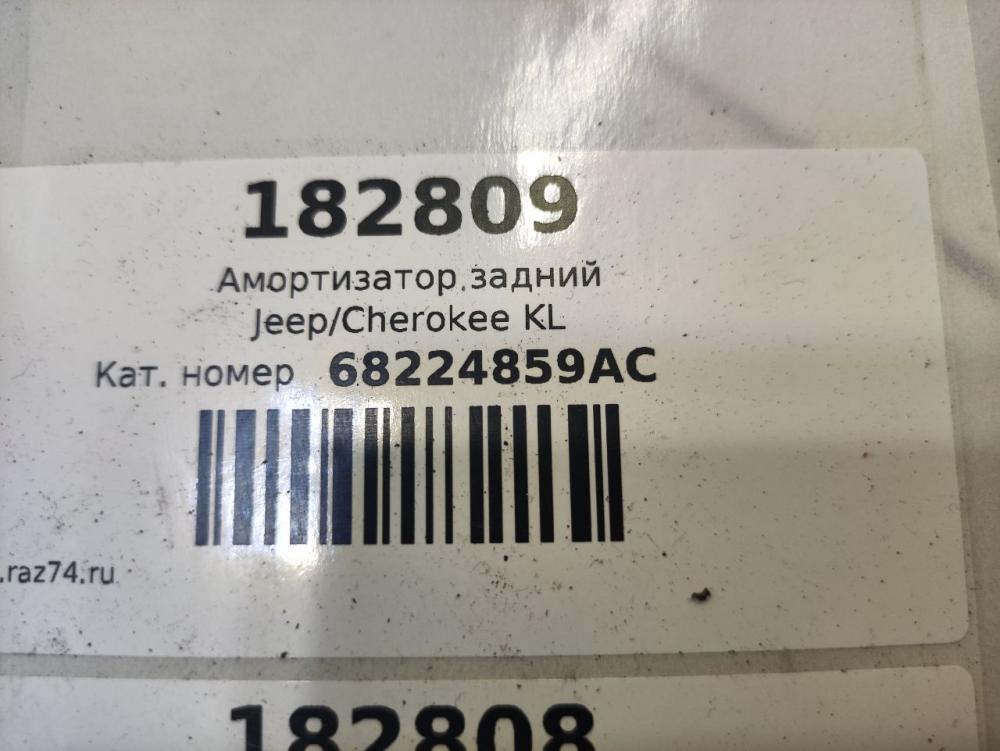 182809
Амортизатор задний
Jeep/Cherokee KL
Кат. номер 68224859AC
.raz74.ru
182808